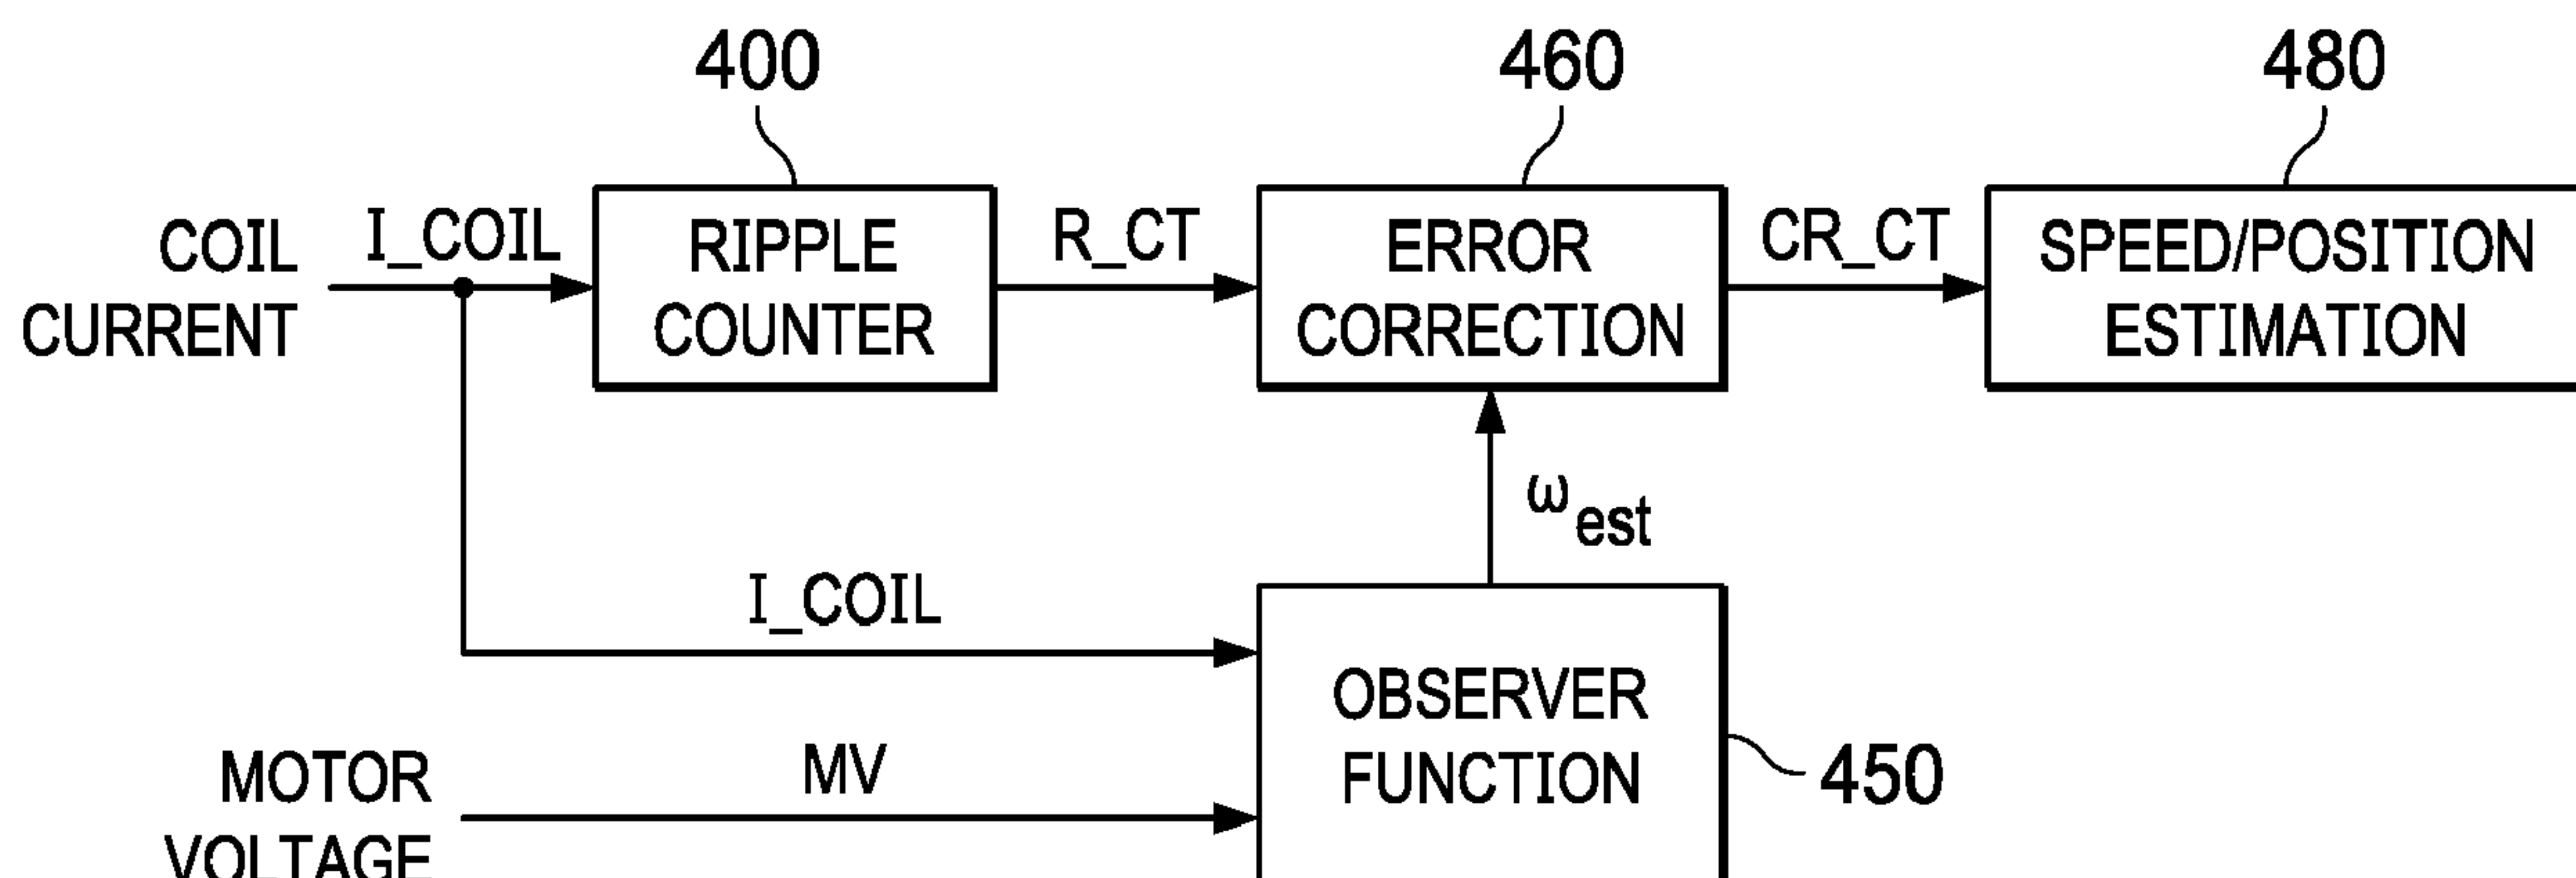 400
460
480
COIL
CURRENT
I_COIL
RIPPLE
COUNTER
R_CT
ERROR
CORRECTION
CR_CT
SPEED/POSITION
ESTIMATION
ωest
I_COIL
OBSERVER
FUNCTION
450
MOTOR
VOLTAGE
MV